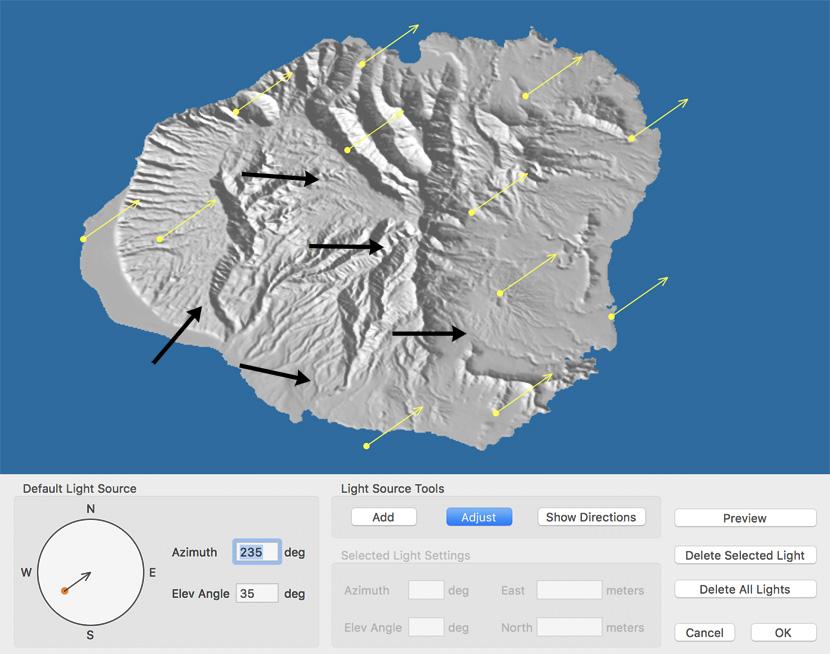 Default Light Source
N
W
E
S
Azimuth 235 deg
Elev Angle 35 deg
Light Source Tools
Add Adjust Show Directions
Selected Light Settings
Azimuth deg East meters
Elev Angle deg North meters
Preview
Delete Selected Light
Delete All Lights
Cancel OK